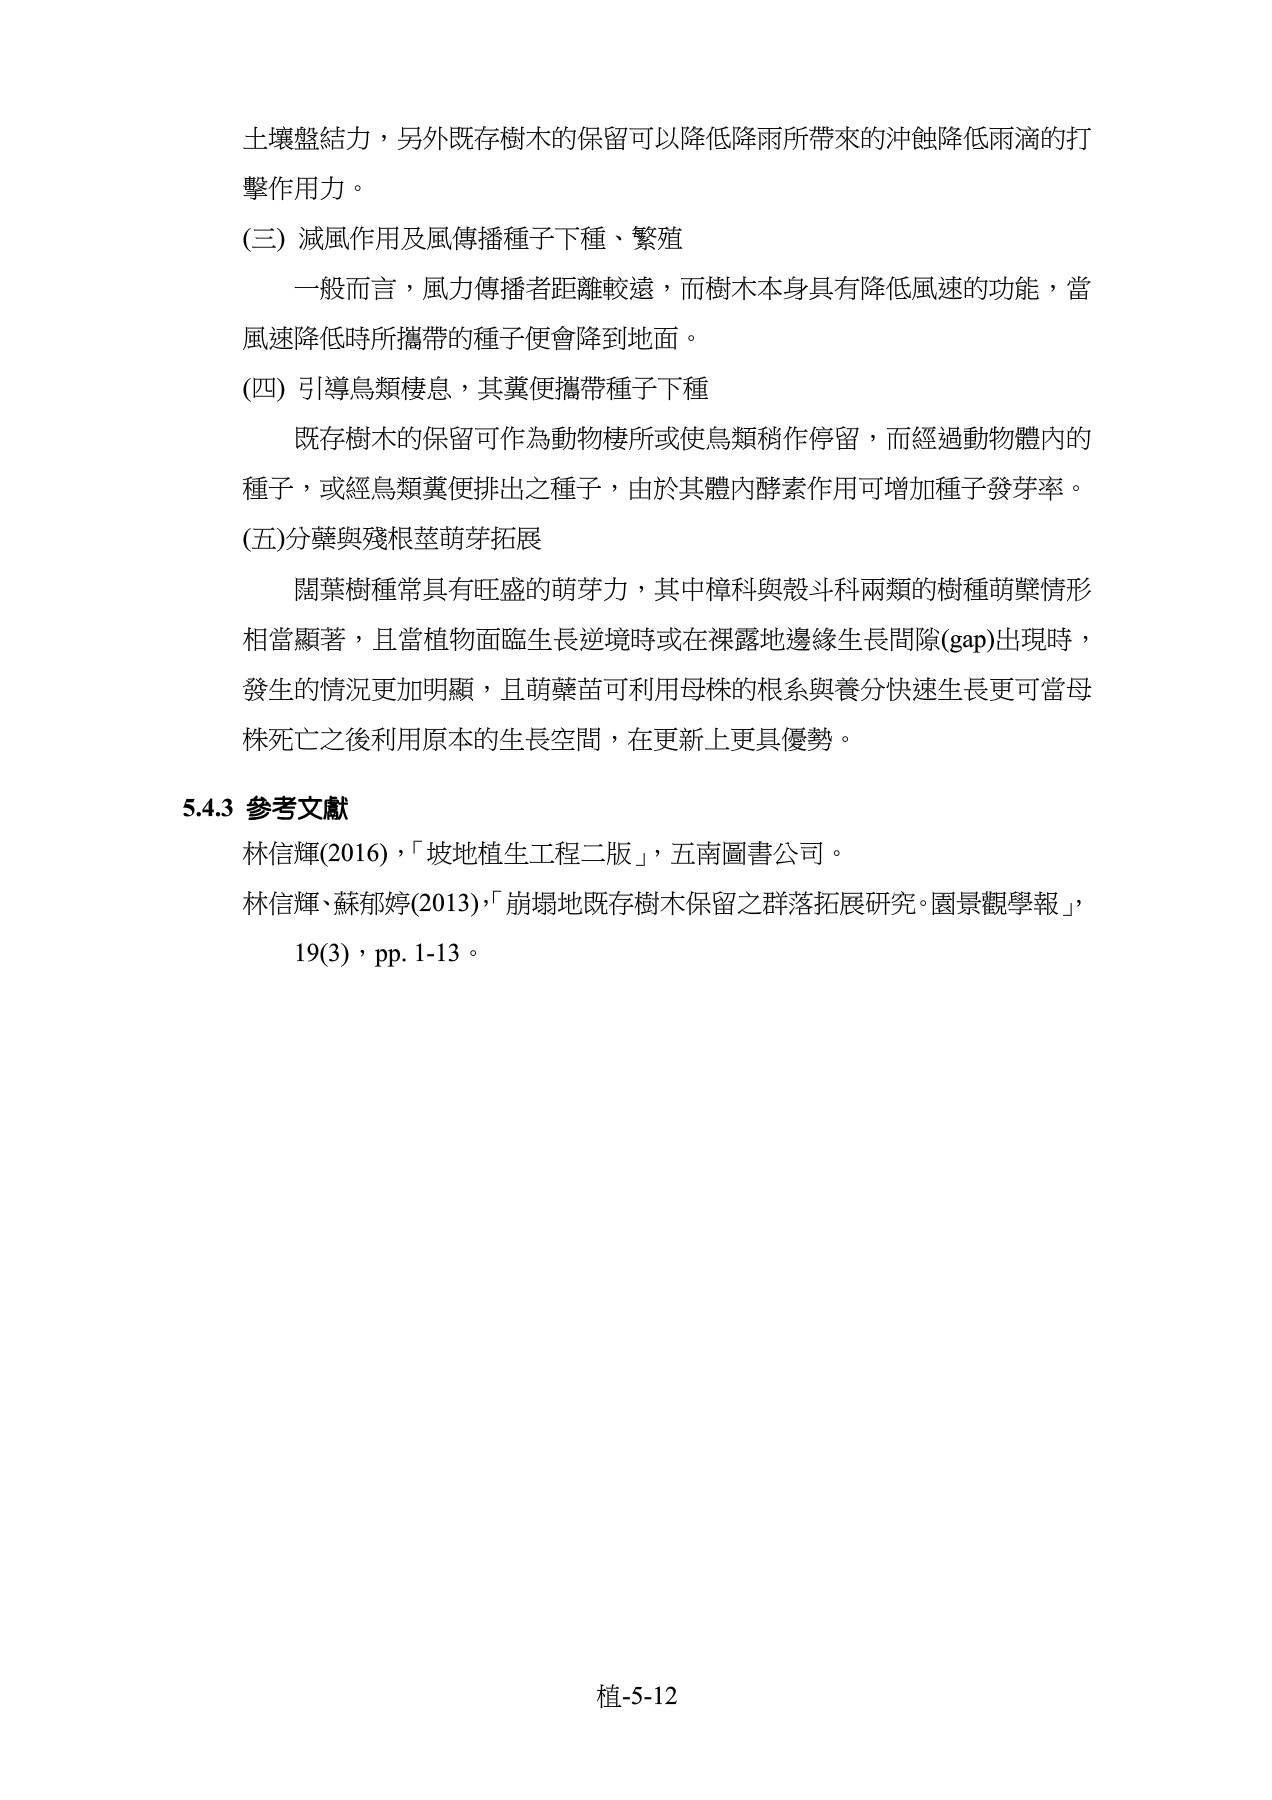 土壤盤結力，另外既存樹木的保留可以降低降雨所帶來的沖蝕降低雨滴的打
擊作用力。
(三) 減風作用及風傳播種子下種、繁殖
一般而言，風力傳播者距離較遠，而樹木本身具有降低風速的功能，當
風速降低時所攜帶的種子便會降到地面。
(四) 引導鳥類棲息，其糞便攜帶種子下種
既存樹木的保留可作為動物棲所或使鳥類稍作停留，而經過動物體內的
種子，或經鳥類糞便排出之種子，由於其體內酵素作用可增加種子發芽率。
(五)分蘗與殘根莖萌芽拓展
闊葉樹種常具有旺盛的萌芽力，其中樟科與殼斗科兩類的樹種萌櫱情形
相當顯著，且當植物面臨生長逆境時或在裸露地邊緣生長間隙(gap)出現時，
發生的情況更加明顯，且萌蘗苗可利用母株的根系與養分快速生長更可當母
株死亡之後利用原本的生長空間，在更新上更具優勢。
5.4.3 參考文獻
林信輝(2016)，「坡地植生工程二版」，五南圖書公司。
林信輝、蘇郁婷(2013)，「崩塌地既存樹木保留之群落拓展研究。園景觀學報」，
19(3)，pp. 1-13。
植-5-12